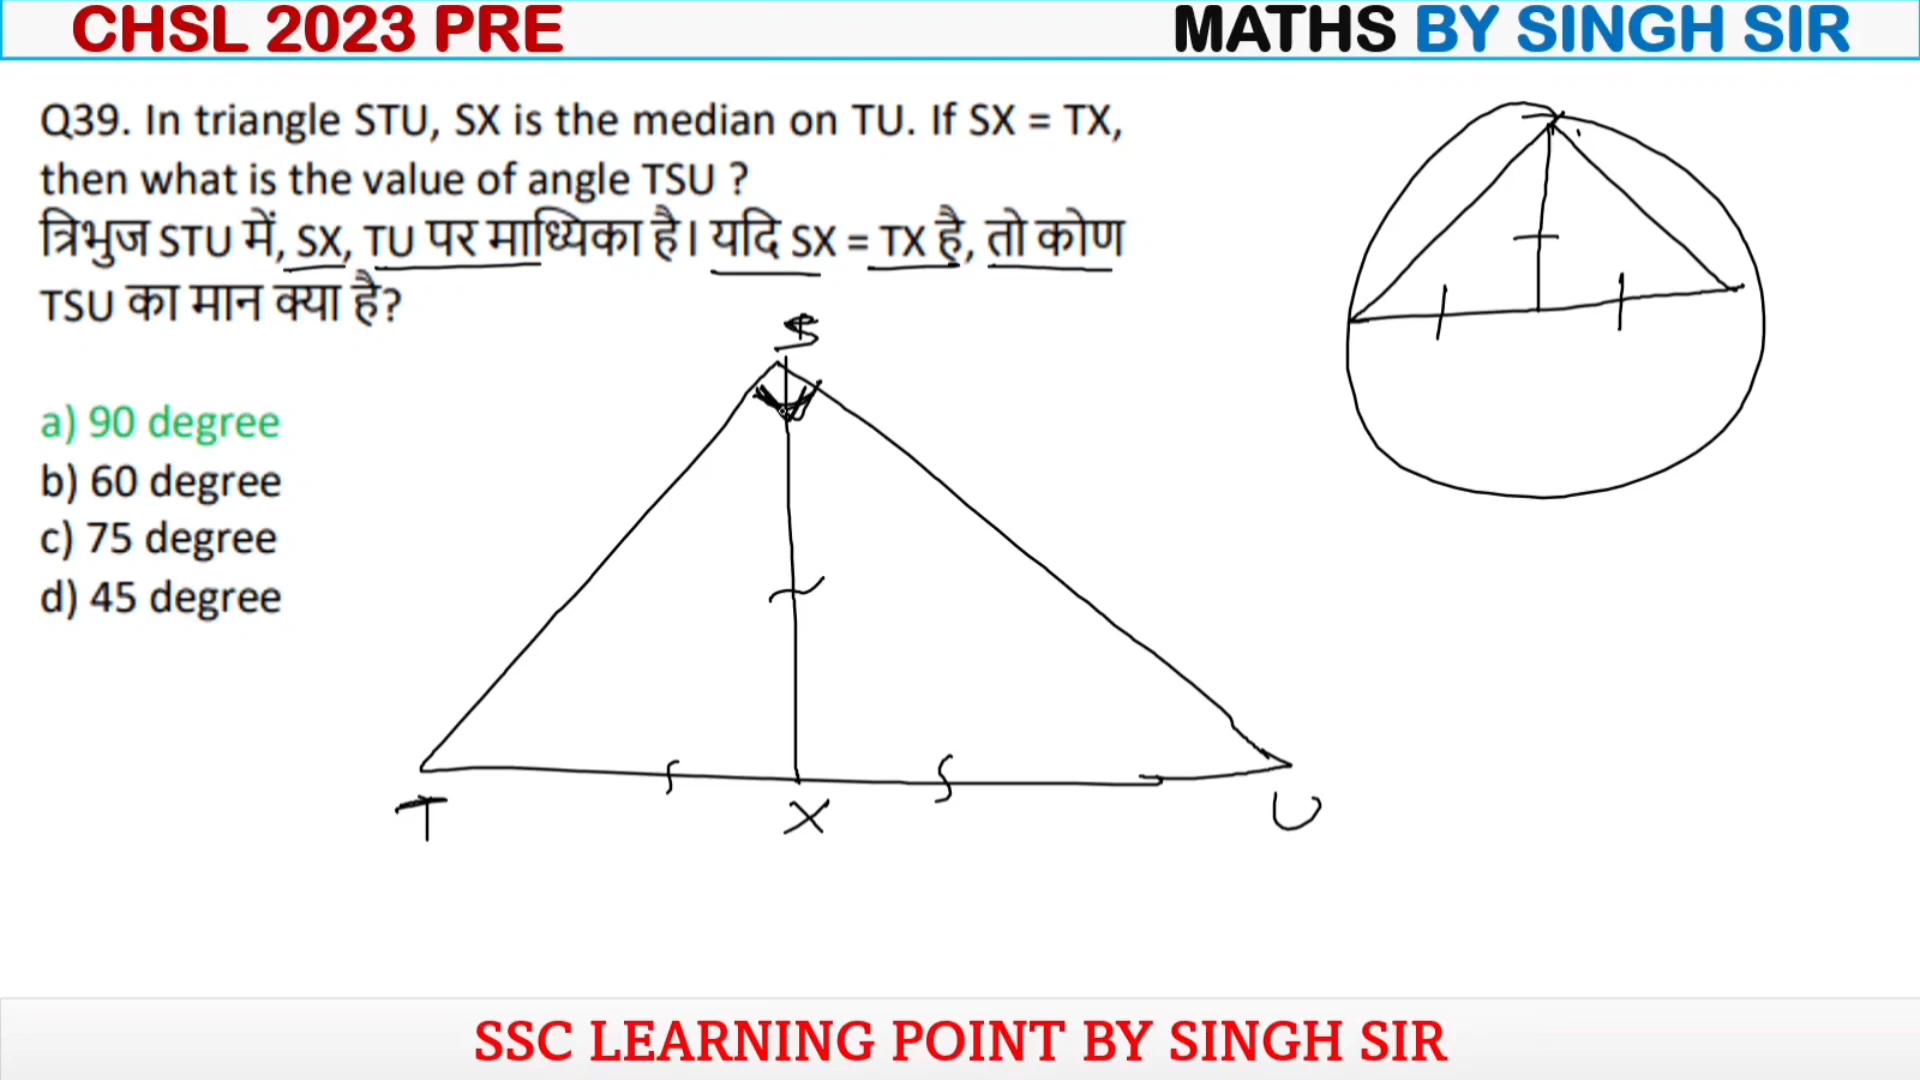 CHSL 2023 PRE
MATHS BY SINGH SIR
Q39. In triangle STU, SX is the median on TU. If SX = TX,
then what is the value of angle TSU ?
त्रिभुज STU में, SX, TU पर माध्यिका है। यदि SX = TX है, तो कोण
TSU का मान क्या है?
a) 90 degree
b) 60 degree
c) 75 degree
d) 45 degree
S
T
X
U
SSC LEARNING POINT BY SINGH SIR